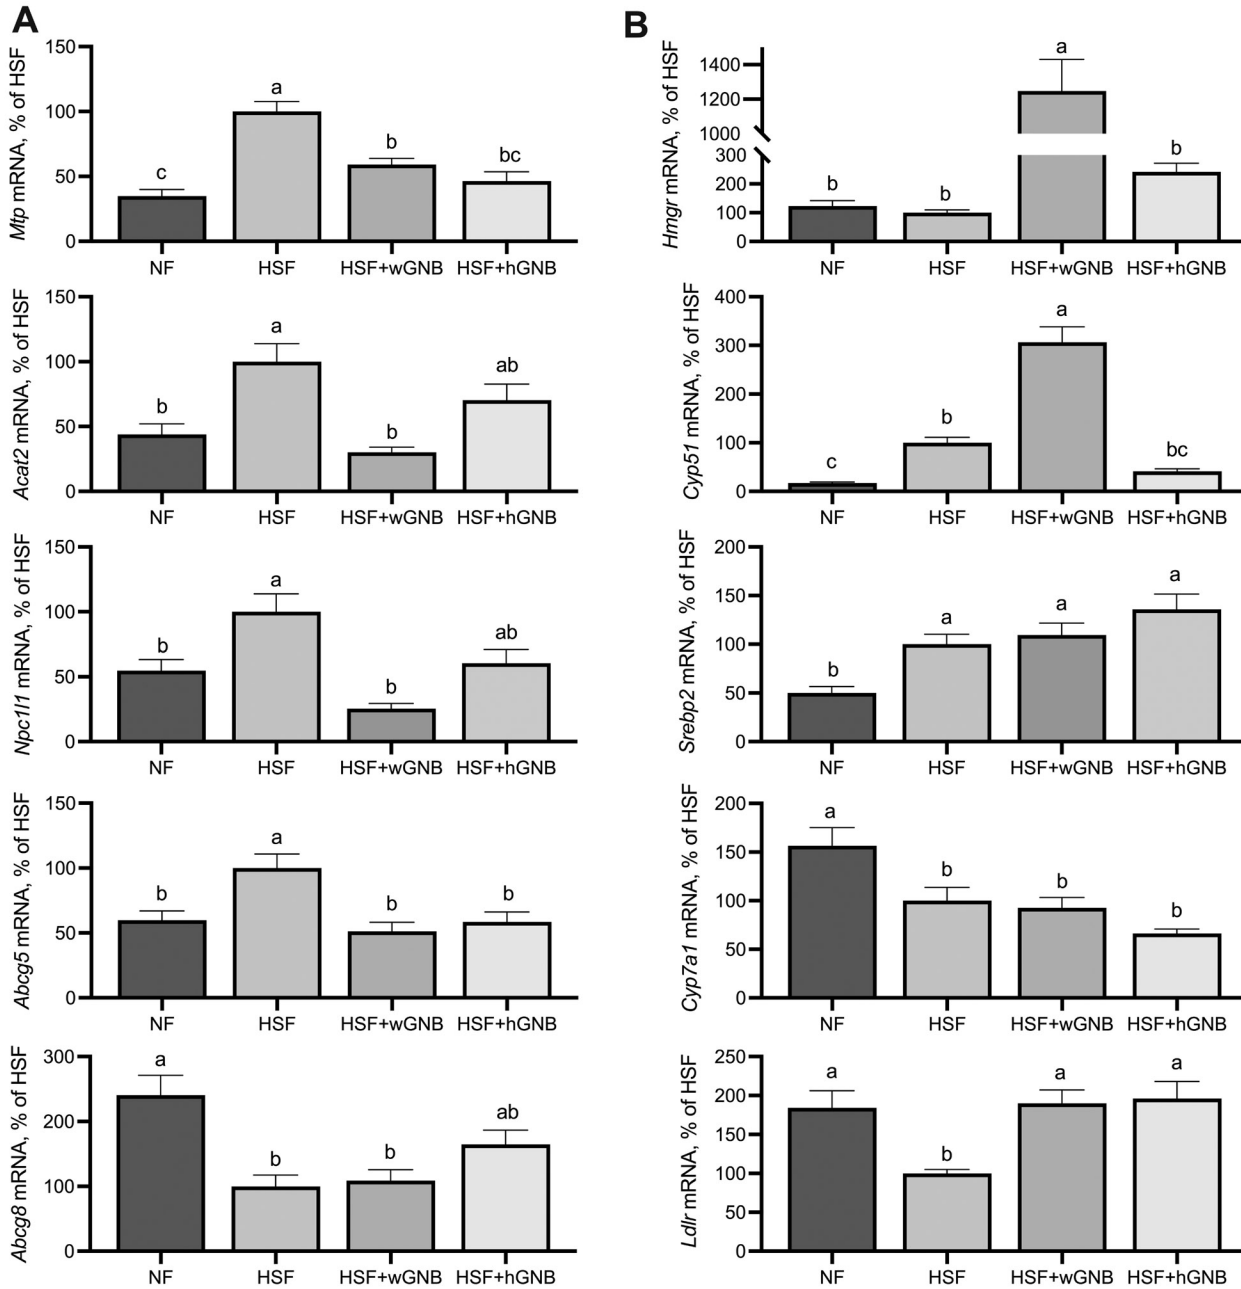 A
Mtp mRNA, % of HSF
150
100
50
0
c
a
b
bc
NF HSF HSF+wGNB HSF+hGNB
Acat2 mRNA, % of HSF
150
100
50
0
b
a
b
ab
NF HSF HSF+wGNB HSF+hGNB
Npc1l1 mRNA, % of HSF
150
100
50
0
b
a
b
ab
NF HSF HSF+wGNB HSF+hGNB
Abcg5 mRNA, % of HSF
150
100
50
0
b
a
b
b
NF HSF HSF+wGNB HSF+hGNB
Abcg8 mRNA, % of HSF
300
200
100
0
a
b
b
ab
NF HSF HSF+wGNB HSF+hGNB
B
Hmgr mRNA, % of HSF
1400
1200
1000
300
200
100
0
b
b
a
b
NF HSF HSF+wGNB HSF+hGNB
Cyp51 mRNA, % of HSF
400
300
200
100
0
c
b
a
bc
NF HSF HSF+wGNB HSF+hGNB
Srebp2 mRNA, % of HSF
200
150
100
50
0
b
a
a
a
NF HSF HSF+wGNB HSF+hGNB
Cyp7a1 mRNA, % of HSF
200
150
100
50
0
a
b
b
b
NF HSF HSF+wGNB HSF+hGNB
Ldlr mRNA, % of HSF
250
200
150
100
50
0
a
b
a
a
NF HSF HSF+wGNB HSF+hGNB